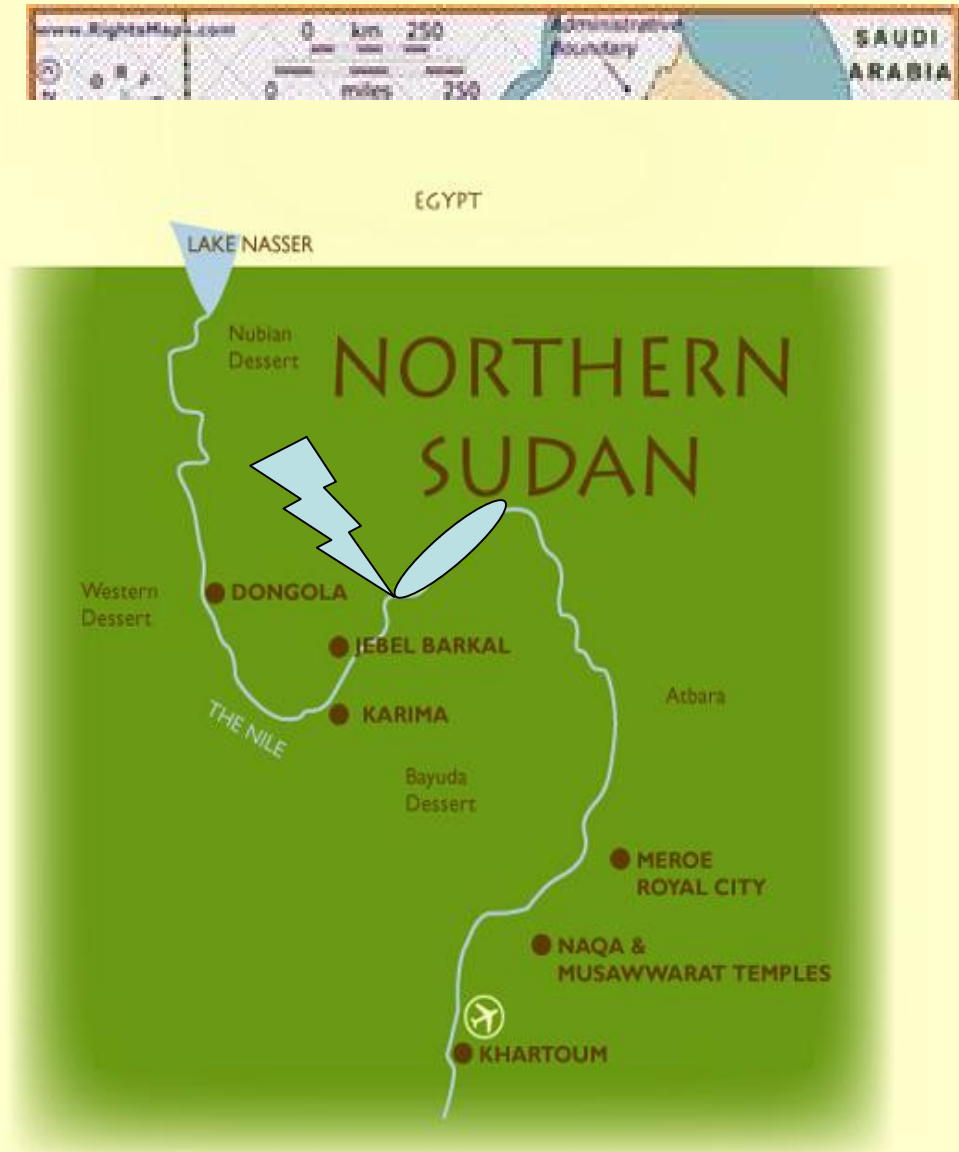 www.RightsMaps.com
0 km 250
0 miles 250
Administrative
Boundary
SAUDI
ARABIA
EGYPT
LAKE NASSER
Nubian
Dessert
NORTHERN
SUDAN
Western
Dessert
DONGOLA
JEBEL BARKAL
THE NILE
KARIMA
Atbara
Bayuda
Dessert
MEROE
ROYAL CITY
NAQA &
MUSAWWARAT TEMPLES
KHARTOUM